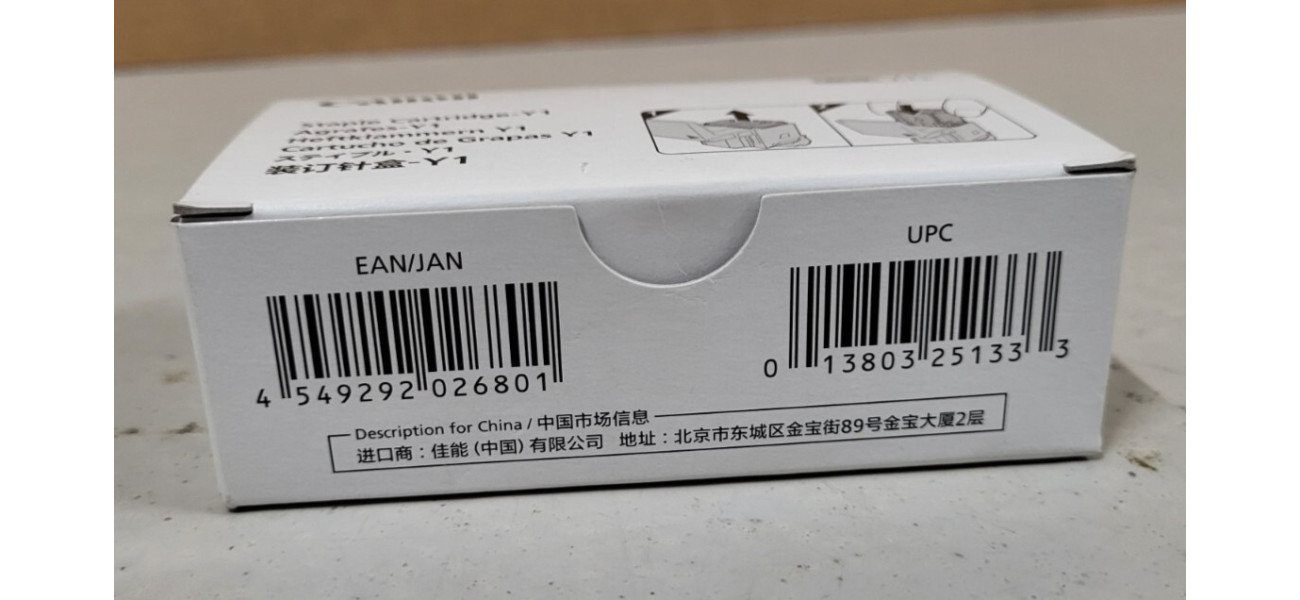 Staple Cartridge-Y1
Agrafes-Y1
Heftklammern Y1
Cartucho de Grapas Y1
ステイプル・Y1
装订针盒-Y1
EAN/JAN
UPC
4 549292 026801
0 13803 25133 3
Description for China / 中国市场信息
进口商：佳能 (中国) 有限公司 地址：北京市东城区金宝街89号金宝大厦2层